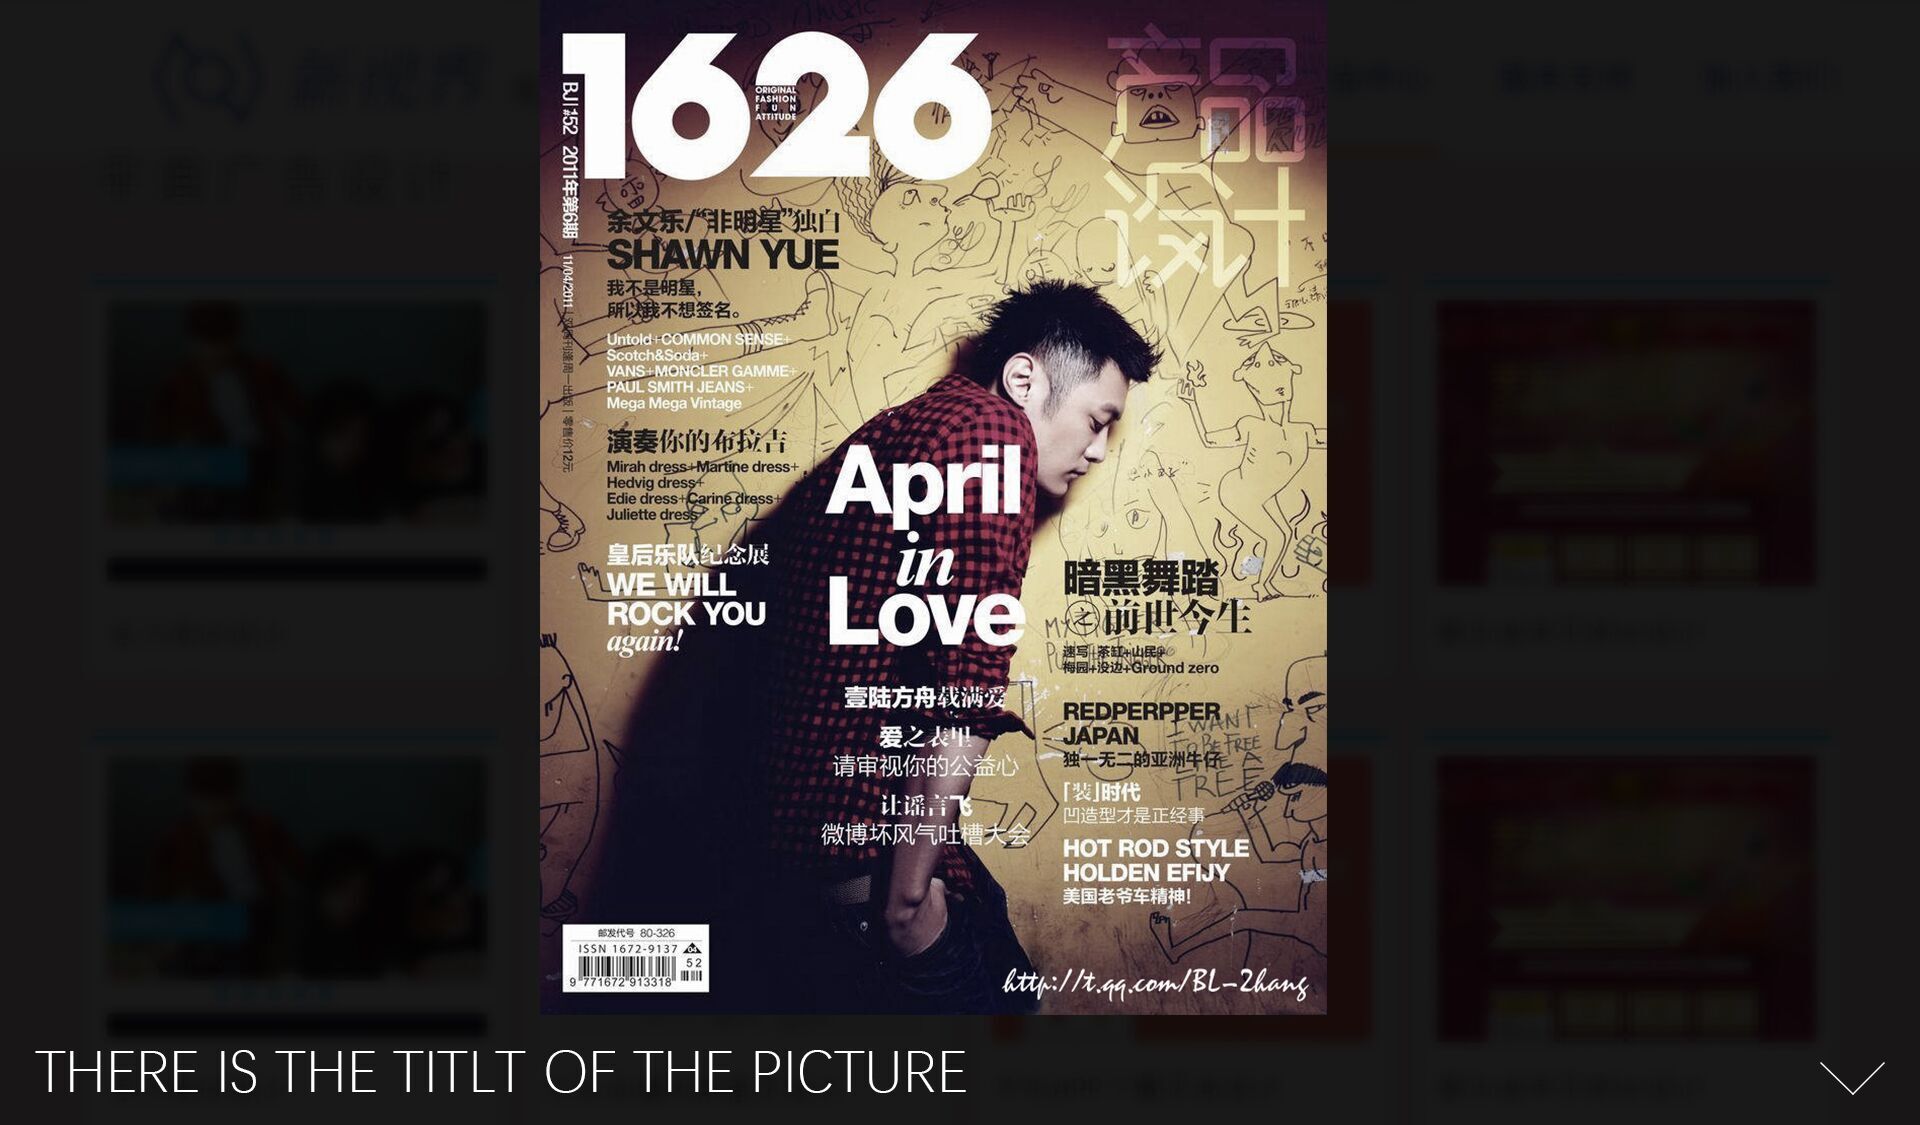 1626
ORIGINAL
FASHION
FUN
ATTITUDE
产品
设计
BJ #52 2011年第6期 11/04/2011
零售价12元
余文乐/“非明星”独白
SHAWN YUE
我不是明星，
所以我不想签名。
Untold+COMMON SENSE+
Scotch&Soda+
VANS+MONCLER GAMME+
PAUL SMITH JEANS+
Mega Mega Vintage
演奏你的布拉吉
Mirah dress+Martine dress+
Hedvig dress+
Edie dress+Carine dress+
Juliette dress
皇后乐队纪念展
WE WILL
ROCK YOU
again!
April
in
Love
壹陆方舟载满爱
爱之表里
请审视你的公益心
让谣言飞
微博坏风气吐槽大会
暗黑舞踏
之前世今生
速写+茶缸+山民+
梅园+没边+Ground zero
REDPERPPER
JAPAN
独一无二的亚洲牛仔
I WANT
TO BE FREE
LIKE A
TREE
「装」时代
凹造型才是正经事
HOT ROD STYLE
HOLDEN EFIJY
美国老爷车精神!
邮发代号 80-326
ISSN 1672-9137 04
52
9 771672 913318
http://t.qq.com/BL-Zhang
THERE IS THE TITLT OF THE PICTURE